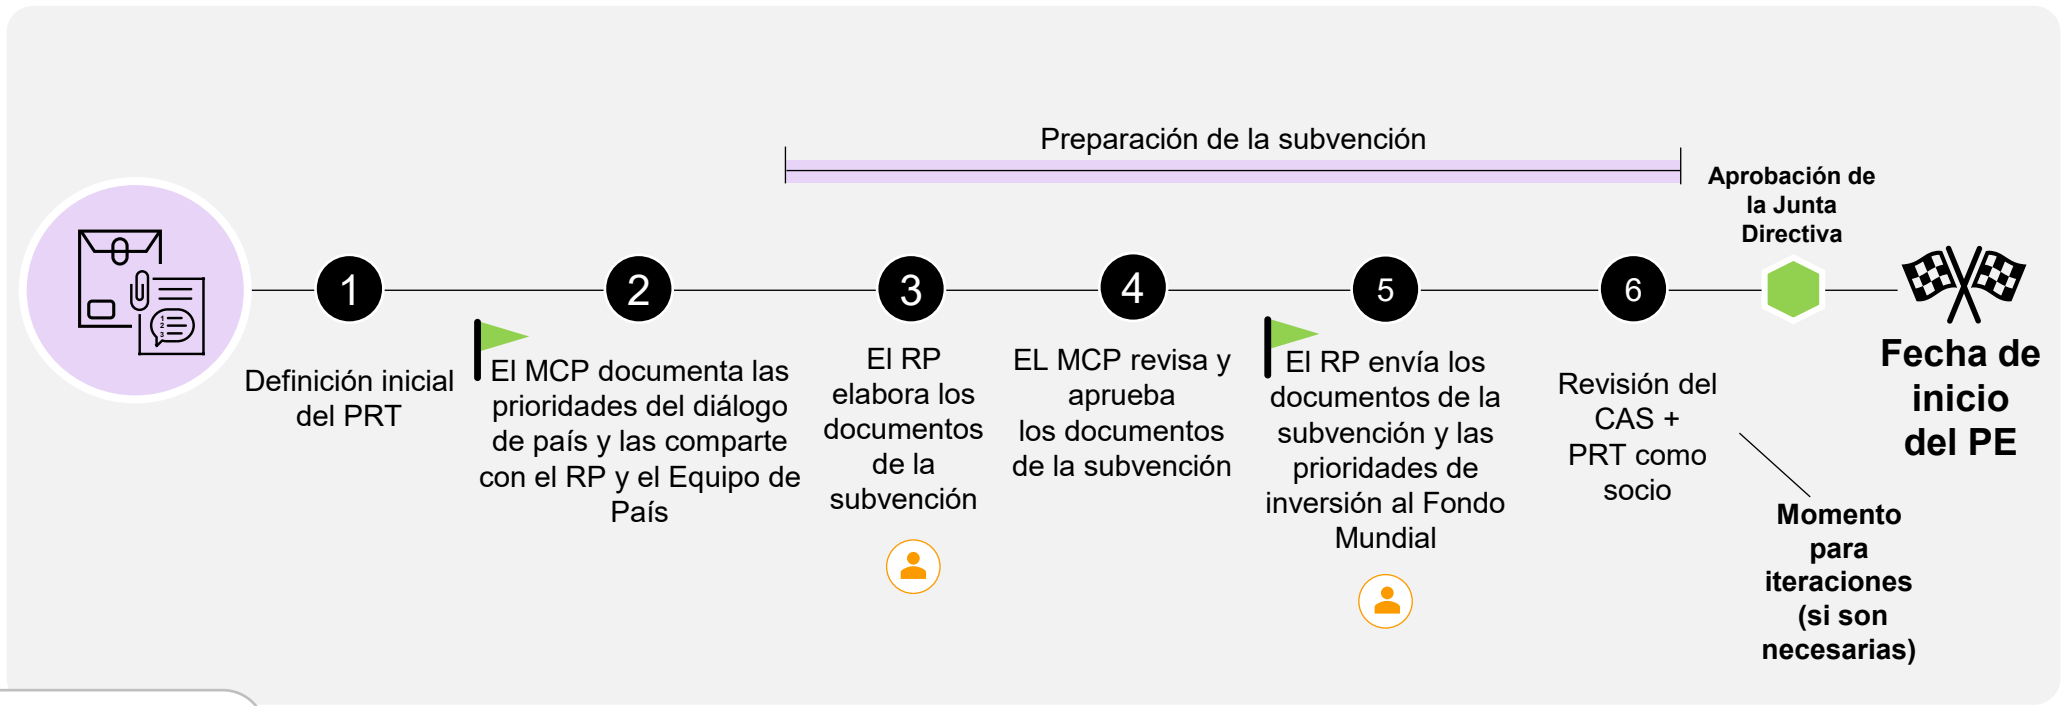 Preparación de la subvención
Aprobación de
la Junta
Directiva
1
Definición inicial
del PRT
2
El MCP documenta las
prioridades del diálogo
de país y las comparte
con el RP y el Equipo de
País
3
El RP
elabora los
documentos
de la
subvención
4
EL MCP revisa y
aprueba
los documentos
de la subvención
5
El RP envía los
documentos de la
subvención y las
prioridades de
inversión al Fondo
Mundial
6
Revisión del
CAS +
PRT como
socio
Momento
para
iteraciones
(si son
necesarias)
Fecha de
inicio
del PE
1
2
3